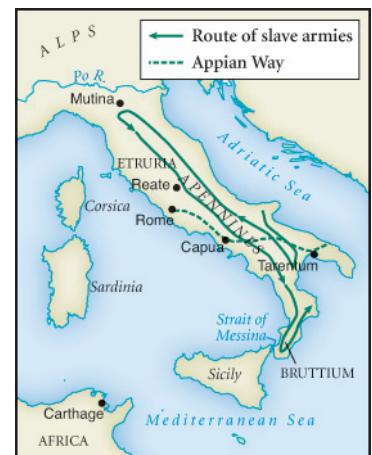 ALPS
Route of slave armies
Appian Way
Po R.
Mutina
Adriatic Sea
ETRURIA
APENNINES
Reate
Corsica
Rome
Capua
Tarentum
Sardinia
Strait of
Messina
Sicily
BRUTTIUM
Carthage
Mediterranean Sea
AFRICA